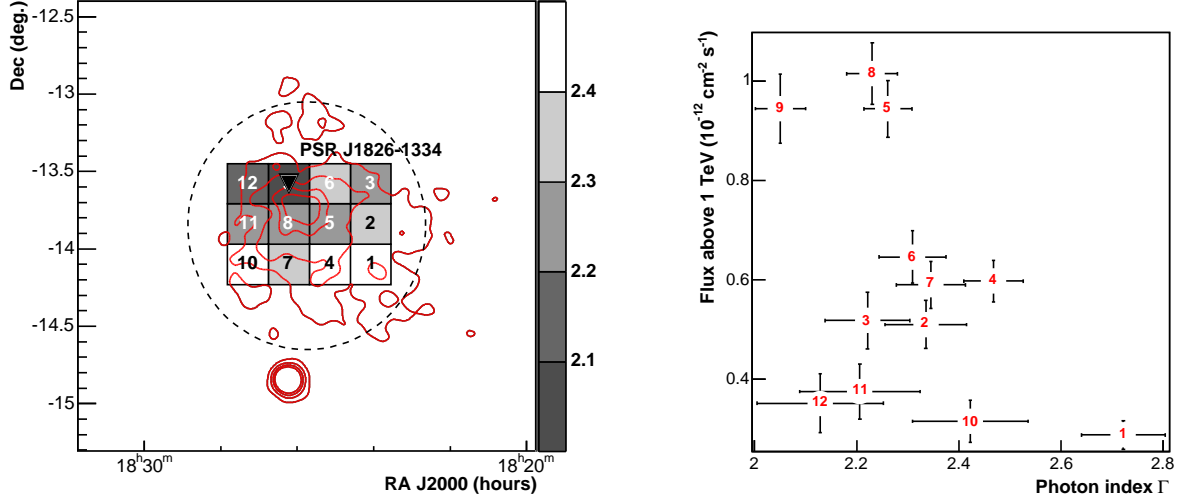 Dec (deg.)
-12.5
-13
-13.5
-14
-14.5
-15
18h30m
18h20m
RA J2000 (hours)
PSR J1826-1334
12 6 3
11 8 5 2
10 7 4 1
2.4
2.3
2.2
2.1
Flux above 1 TeV (10-12 cm-2 s-1)
1
0.8
0.6
0.4
8
9 5
6
7 4
3 2
11
12
10
1
2 2.2 2.4 2.6 2.8
Photon index Γ